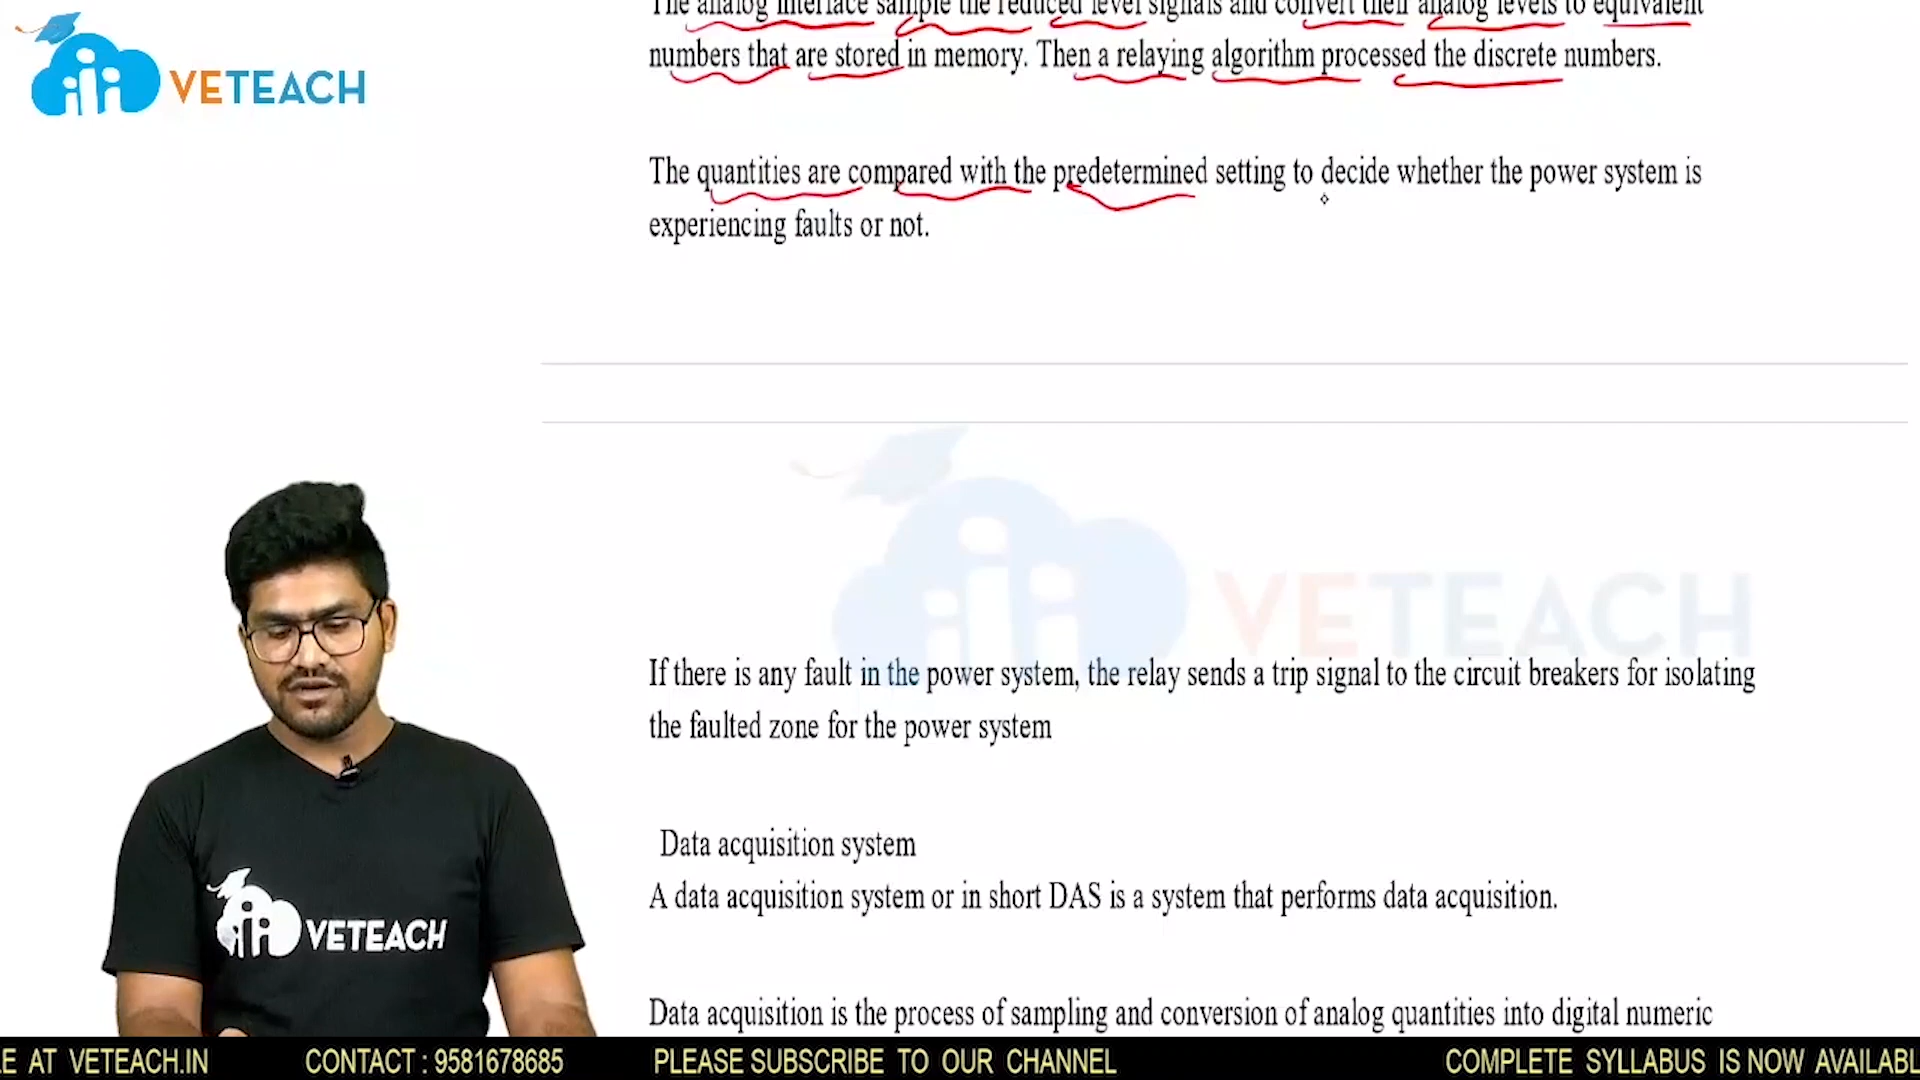 The analog interface sample the reduced level signals and convert their analog levels to equivalent
VETEACH
numbers that are stored in memory. Then a relaying algorithm processed the discrete numbers.
The quantities are compared with the predetermined setting to decide whether the power system is
experiencing faults or not.
VETEACH
If there is any fault in the power system, the relay sends a trip signal to the circuit breakers for isolating
the faulted zone for the power system
Data acquisition system
A data acquisition system or in short DAS is a system that performs data acquisition.
VETEACH
Data acquisition is the process of sampling and conversion of analog quantities into digital numeric
LE AT VETEACH.IN CONTACT : 9581678685 PLEASE SUBSCRIBE TO OUR CHANNEL COMPLETE SYLLABUS IS NOW AVAILABL